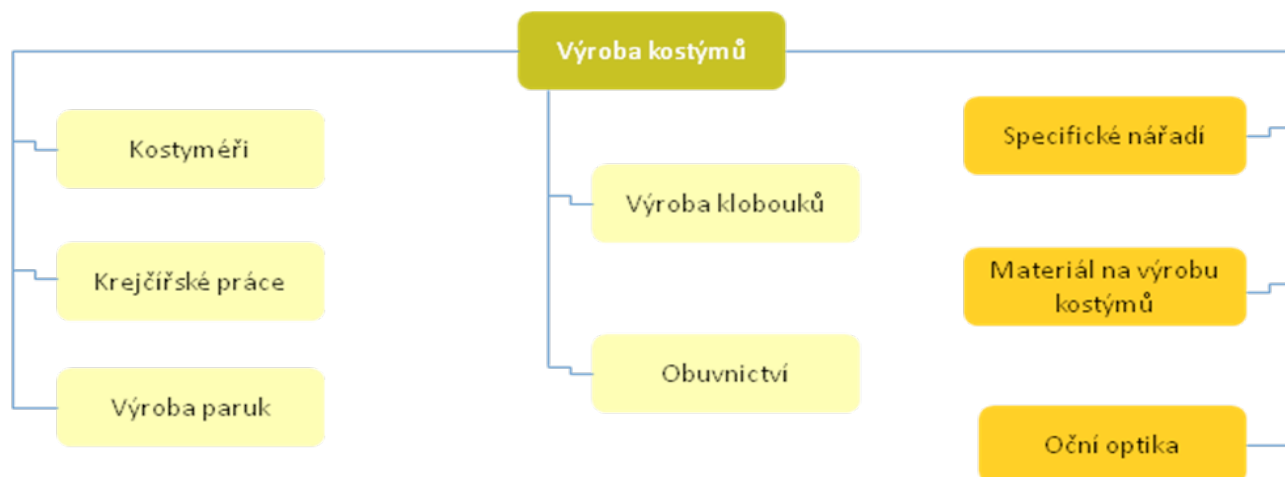 Výroba kostýmů
Kostyméři
Krejčířské práce
Výroba paruk
Výroba klobouků
Obuvnictví
Specifické nářadí
Materiál na výrobu
kostýmů
Oční optika